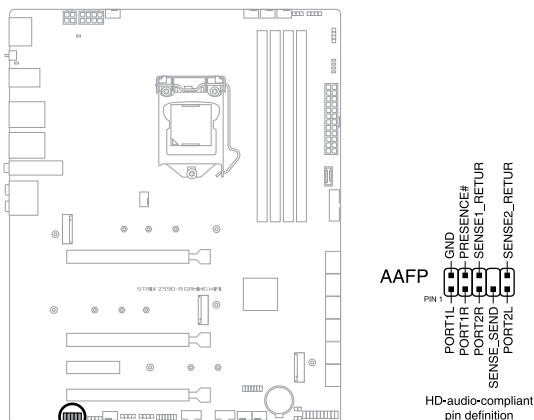 STRIX Z590-A GAMING WIFI
AAFP
PIN 1
GND
PRESENCE#
SENSE1_RETUR
SENSE2_RETUR
PORT1L
PORT1R
PORT2R
SENSE_SEND
PORT2L
HD-audio-compliant
pin definition